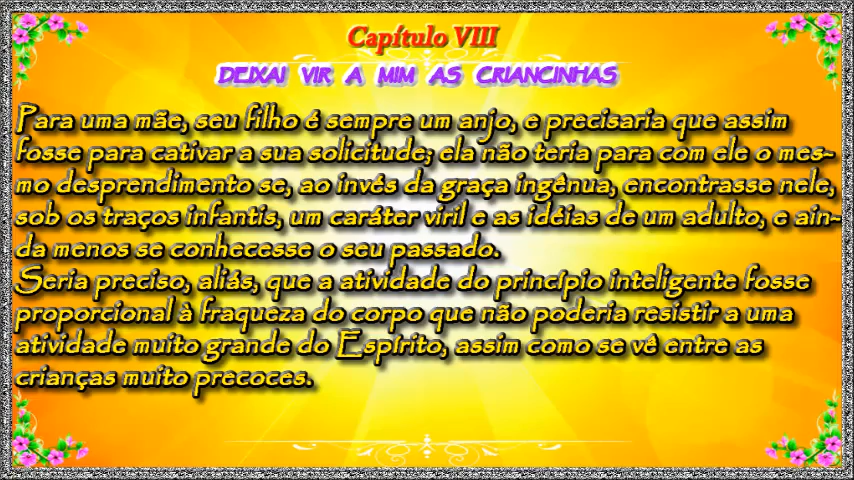 Capítulo VIII
DEIXAI VIR A MIM AS CRIANCINHAS
Para uma mãe, seu filho é sempre um anjo, e precisaria que assim
fosse para cativar a sua solicitude; ela não teria para com ele o mes-
mo desprendimento se, ao invés da graça ingênua, encontrasse nele,
sob os traços infantis, um caráter viril e as idéias de um adulto, e ain-
da menos se conhecesse o seu passado.
Seria preciso, aliás, que a atividade do princípio inteligente fosse
proporcional à fraqueza do corpo que não poderia resistir a uma
atividade muito grande do Espírito, assim como se vê entre as
crianças muito precoces.